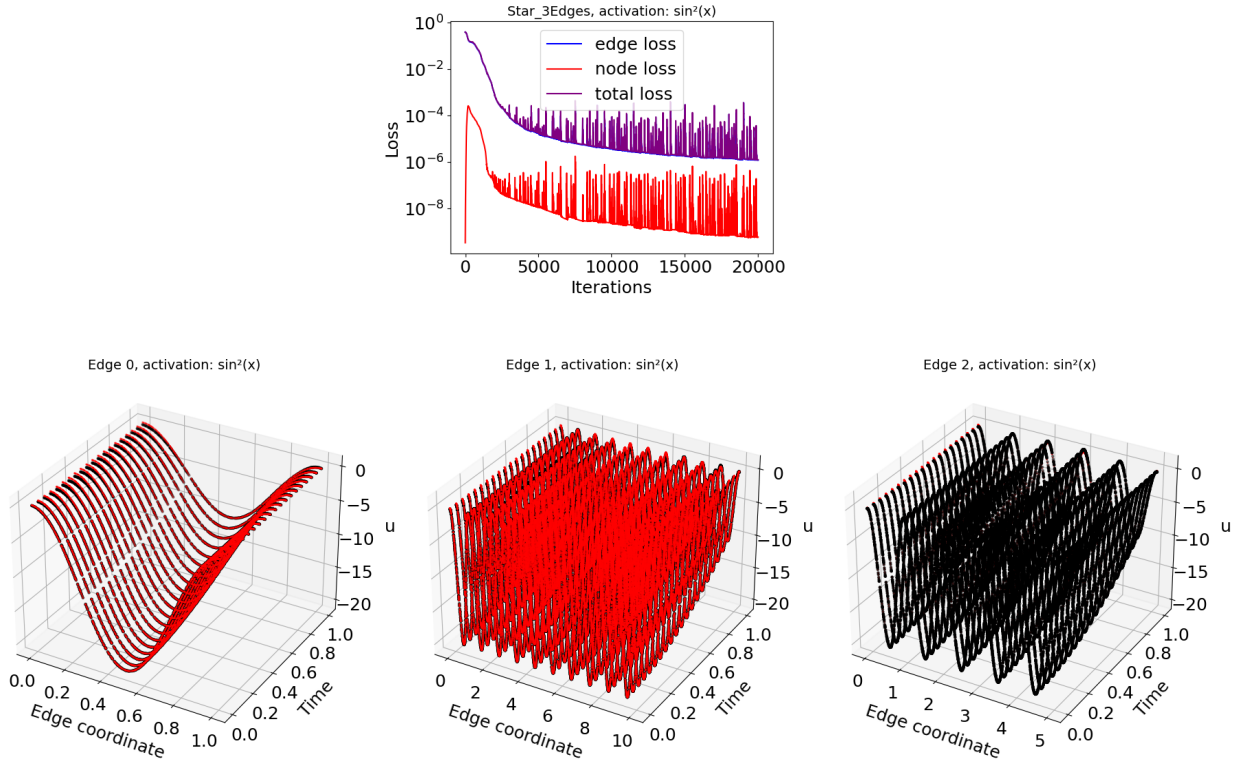 Star_3Edges, activation: sin²(x)
10⁰
10⁻²
10⁻⁴
10⁻⁶
10⁻⁸
Loss
edge loss
node loss
total loss
0 5000 10000 15000 20000
Iterations
Edge 0, activation: sin²(x)
0
−5
−10
−15
−20
u
0.0 0.2 0.4 0.6 0.8 1.0
Edge coordinate
0.0 0.2 0.4 0.6 0.8 1.0
Time
Edge 1, activation: sin²(x)
0
−5
−10
−15
−20
u
0 2 4 6 8 10
Edge coordinate
0.0 0.2 0.4 0.6 0.8 1.0
Time
Edge 2, activation: sin²(x)
0
−5
−10
−15
−20
u
0 1 2 3 4 5
Edge coordinate
0.0 0.2 0.4 0.6 0.8 1.0
Time